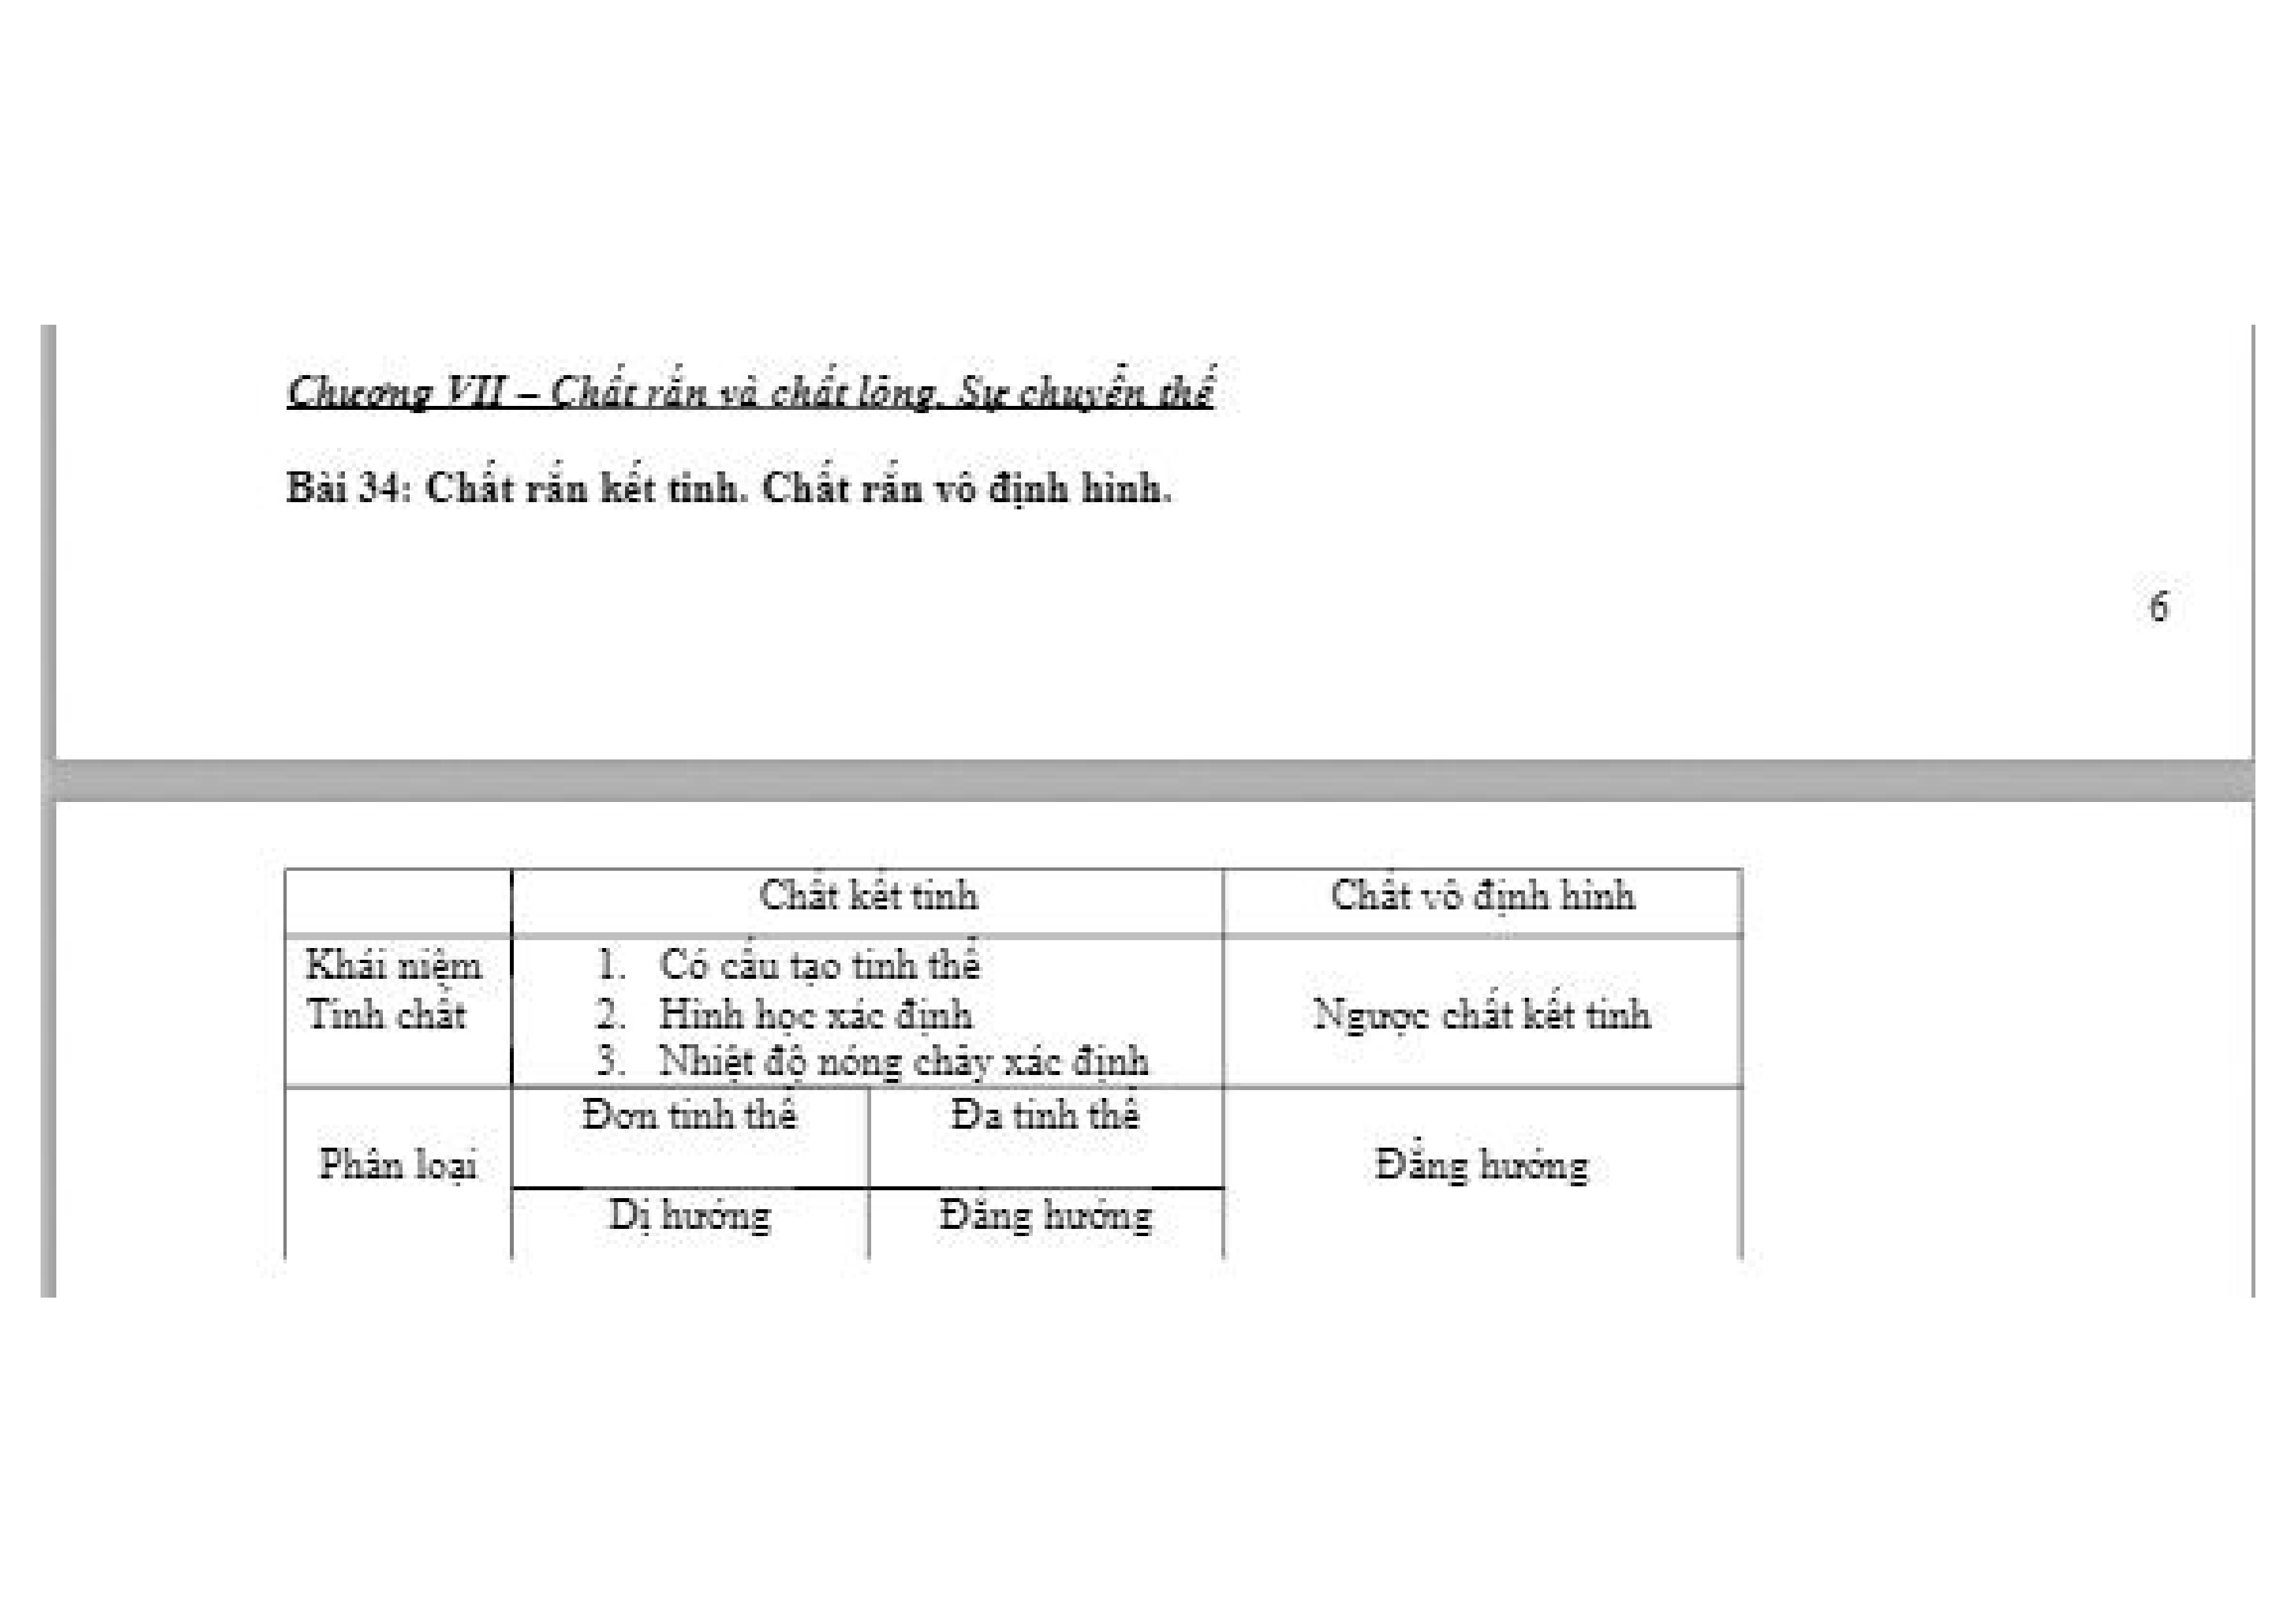 Chương VII – Chất rắn và chất lỏng. Sự chuyển thể
Bài 34: Chất rắn kết tinh. Chất rắn vô định hình.
6
Chất kết tinh Chất vô định hình
Khái niệm
Tính chất
1. Có cấu tạo tinh thể
2. Hình học xác định
3. Nhiệt độ nóng chảy xác định
Ngược chất kết tinh
Phân loại
Đơn tinh thể Đa tinh thể
Đẳng hướng
Dị hướng Đẳng hướng